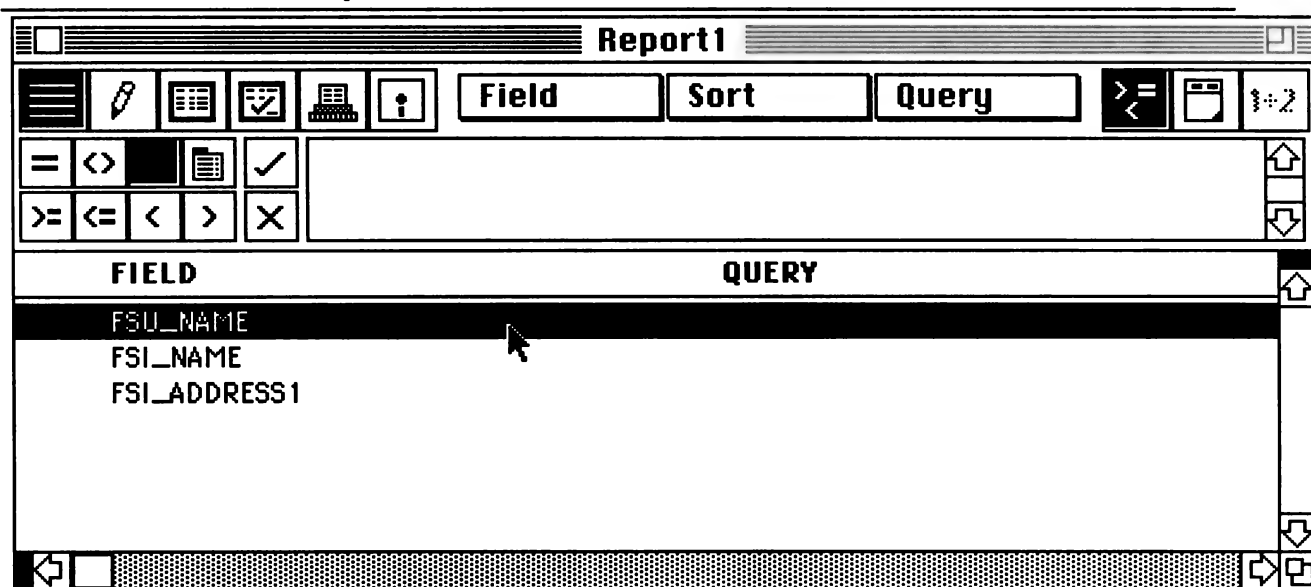 Report1
Field Sort Query
= <> ✓
>= <= < > ×
FIELD QUERY
FSU_NAME
FSI_NAME
FSI_ADDRESS1